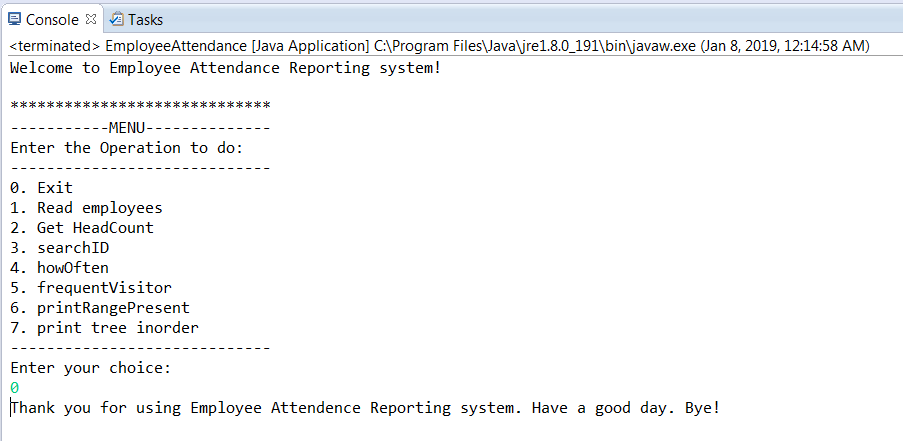 Console Tasks
<terminated> EmployeeAttendance [Java Application] C:\Program Files\Java\jre1.8.0_191\bin\javaw.exe (Jan 8, 2019, 12:14:58 AM)
Welcome to Employee Attendance Reporting system!
*****************************
-----------MENU--------------
Enter the Operation to do:
-----------------------------
0. Exit
1. Read employees
2. Get HeadCount
3. searchID
4. howOften
5. frequentVisitor
6. printRangePresent
7. print tree inorder
-----------------------------
Enter your choice:
0
Thank you for using Employee Attendence Reporting system. Have a good day. Bye!